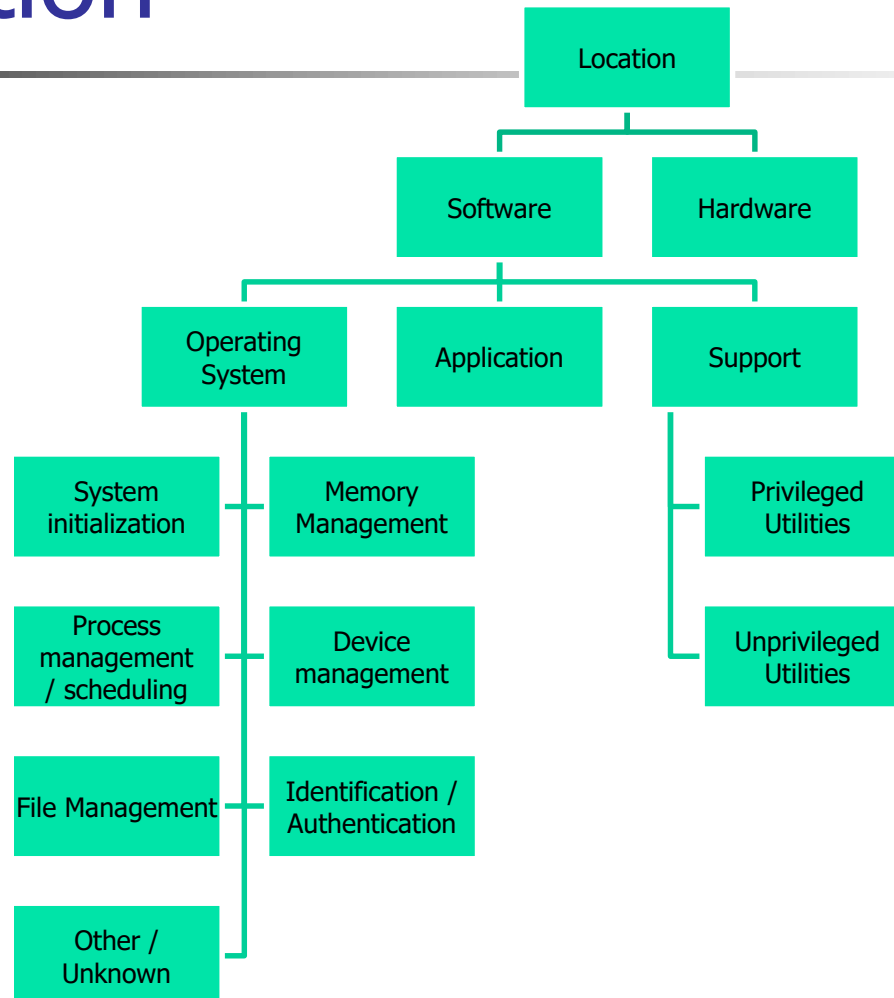 Location
Software
Hardware
Operating
System
Application
Support
System
initialization
Memory
Management
Privileged
Utilities
Process
management
/ scheduling
Device
management
Unprivileged
Utilities
File Management
Identification /
Authentication
Other /
Unknown